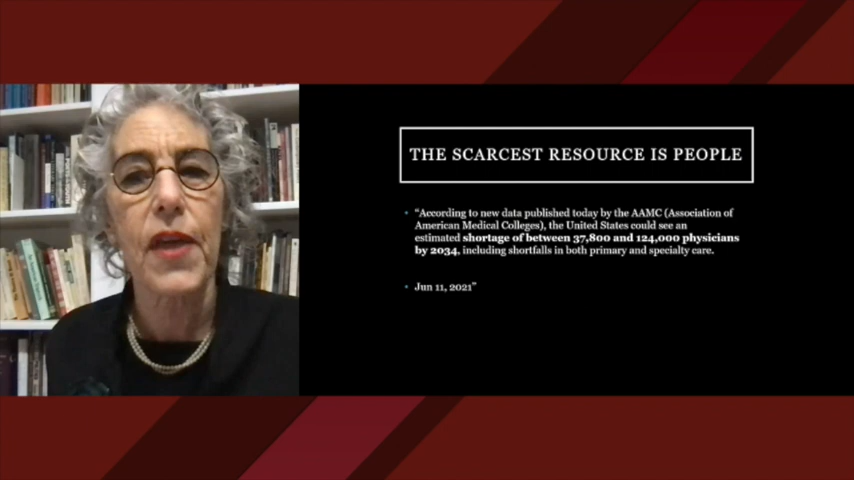 THE SCARCEST RESOURCE IS PEOPLE
"According to new data published today by the AAMC (Association of
American Medical Colleges), the United States could see an
estimated shortage of between 37,800 and 124,000 physicians
by 2034, including shortfalls in both primary and specialty care.
Jun 11, 2021"